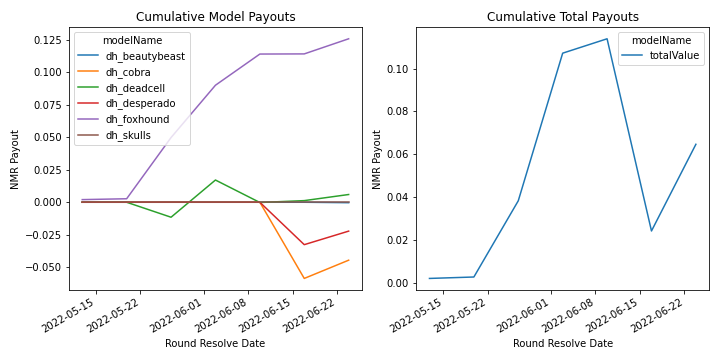 Cumulative Model Payouts
modelName
dh_beautybeast
dh_cobra
dh_deadcell
dh_desperado
dh_foxhound
dh_skulls
0.125
0.100
0.075
0.050
0.025
0.000
−0.025
−0.050
NMR Payout
2022-05-15
2022-05-22
2022-06-01
2022-06-08
2022-06-15
2022-06-22
Round Resolve Date
Cumulative Total Payouts
modelName
totalValue
0.10
0.08
0.06
0.04
0.02
0.00
NMR Payout
2022-05-15
2022-05-22
2022-06-01
2022-06-08
2022-06-15
2022-06-22
Round Resolve Date